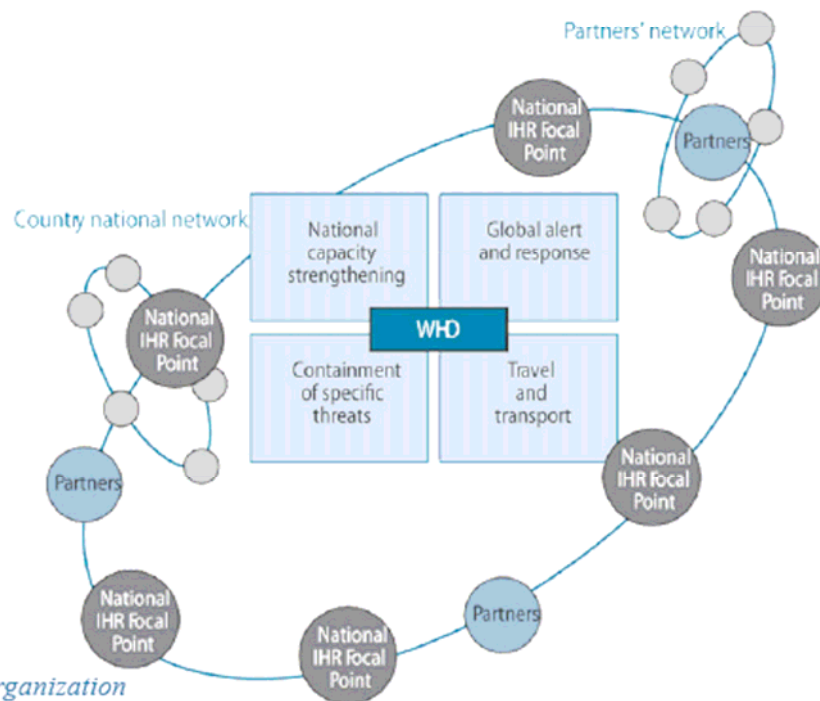 Partners' network
National
IHR Focal
Point
Partners
Country national network
National
capacity
strengthening
Global alert
and response
National
IHR Focal
Point
National
IHR Focal
Point
WHO
Containment
of specific
threats
Travel
and
transport
National
IHR Focal
Point
Partners
National
IHR Focal
Point
Partners
National
IHR Focal
Point
rganization